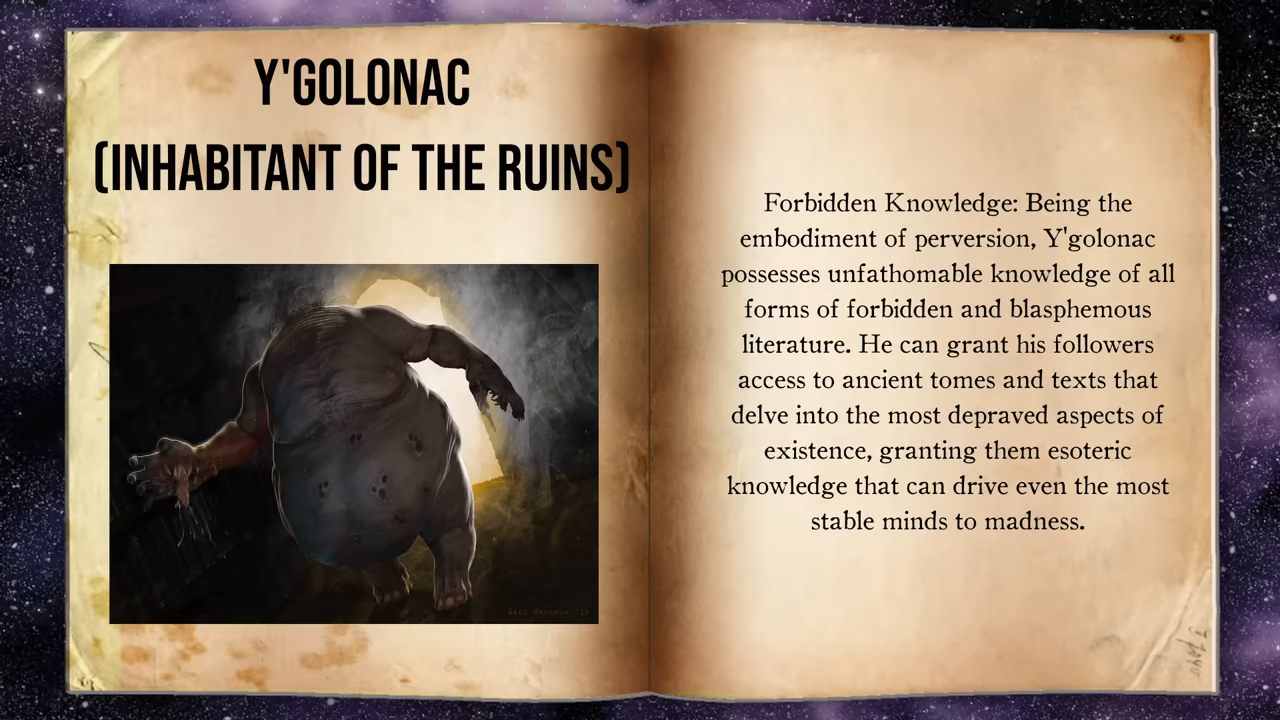 Y'GOLONAC
(INHABITANT OF THE RUINS)
Forbidden Knowledge: Being the
embodiment of perversion, Y'golonac
possesses unfathomable knowledge of all
forms of forbidden and blasphemous
literature. He can grant his followers
access to ancient tomes and texts that
delve into the most depraved aspects of
existence, granting them esoteric
knowledge that can drive even the most
stable minds to madness.